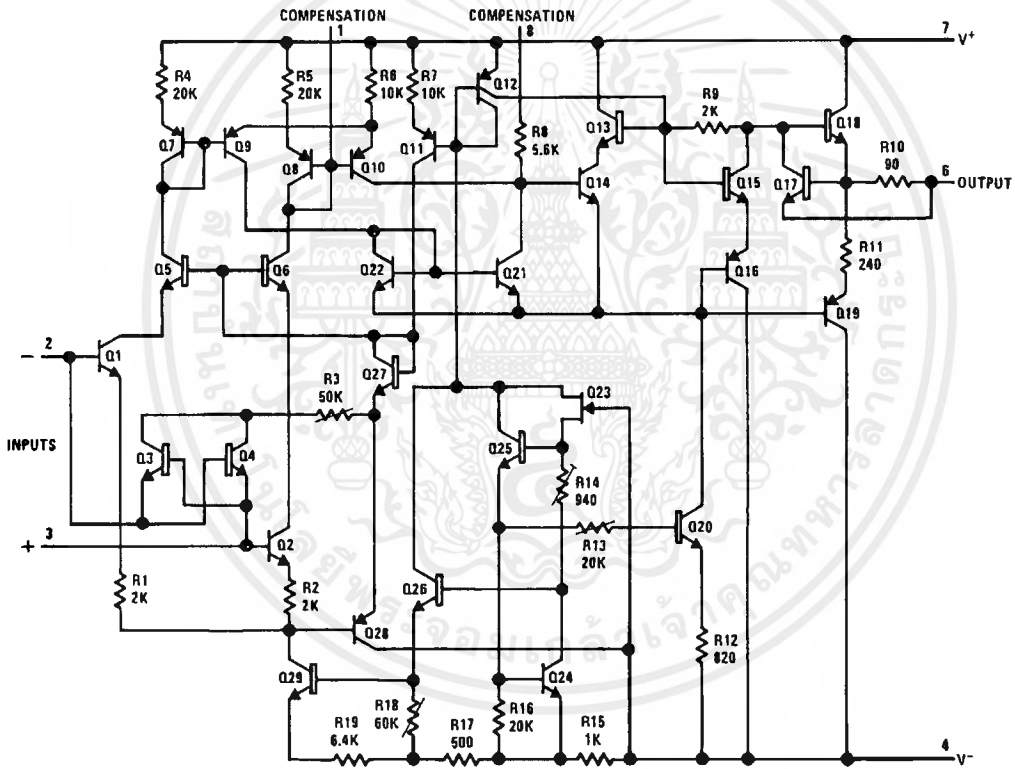 COMPENSATION
1
COMPENSATION
8
7
V+
R4
20K
R5
20K
R6
10K
R7
10K
Q12
R8
5.6K
Q13
R9
2K
Q18
Q7
Q9
Q8
Q10
Q11
Q14
Q15
Q17
R10
90
6
OUTPUT
Q5
Q6
Q22
Q21
Q16
R11
240
Q19
2
Q1
Q27
R3
50K
Q23
INPUTS
Q3
Q4
Q25
R14
940
R13
20K
Q20
3
Q2
R1
2K
R2
2K
Q26
Q28
R12
820
Q29
Q24
R18
60K
R16
20K
R19
6.4K
R17
500
R15
1K
4
V-